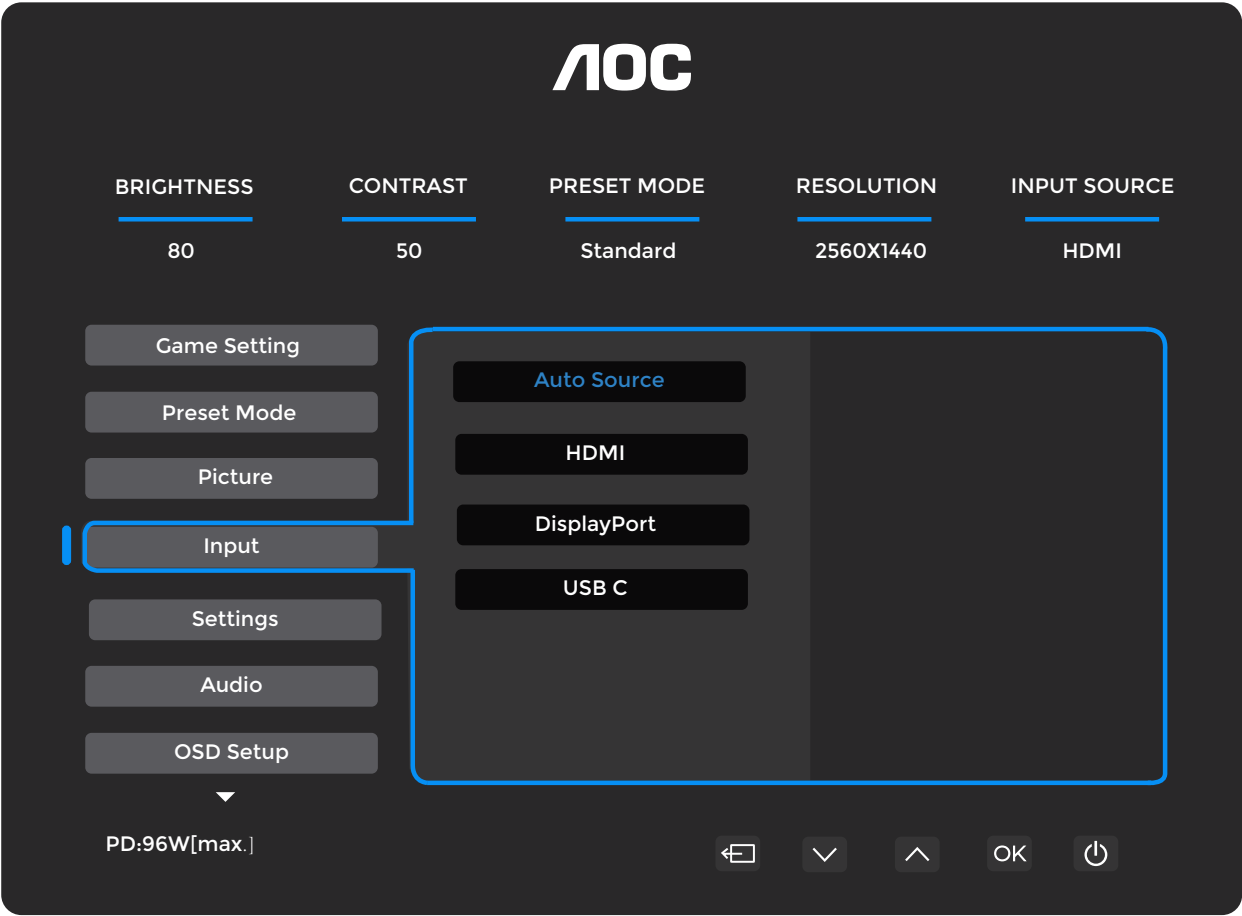 AOC
BRIGHTNESS CONTRAST PRESET MODE RESOLUTION INPUT SOURCE
80 50 Standard 2560X1440 HDMI
Game Setting
Preset Mode
Picture
Input
Settings
Audio
OSD Setup
Auto Source
HDMI
DisplayPort
USB C
PD:96W[max.]
OK